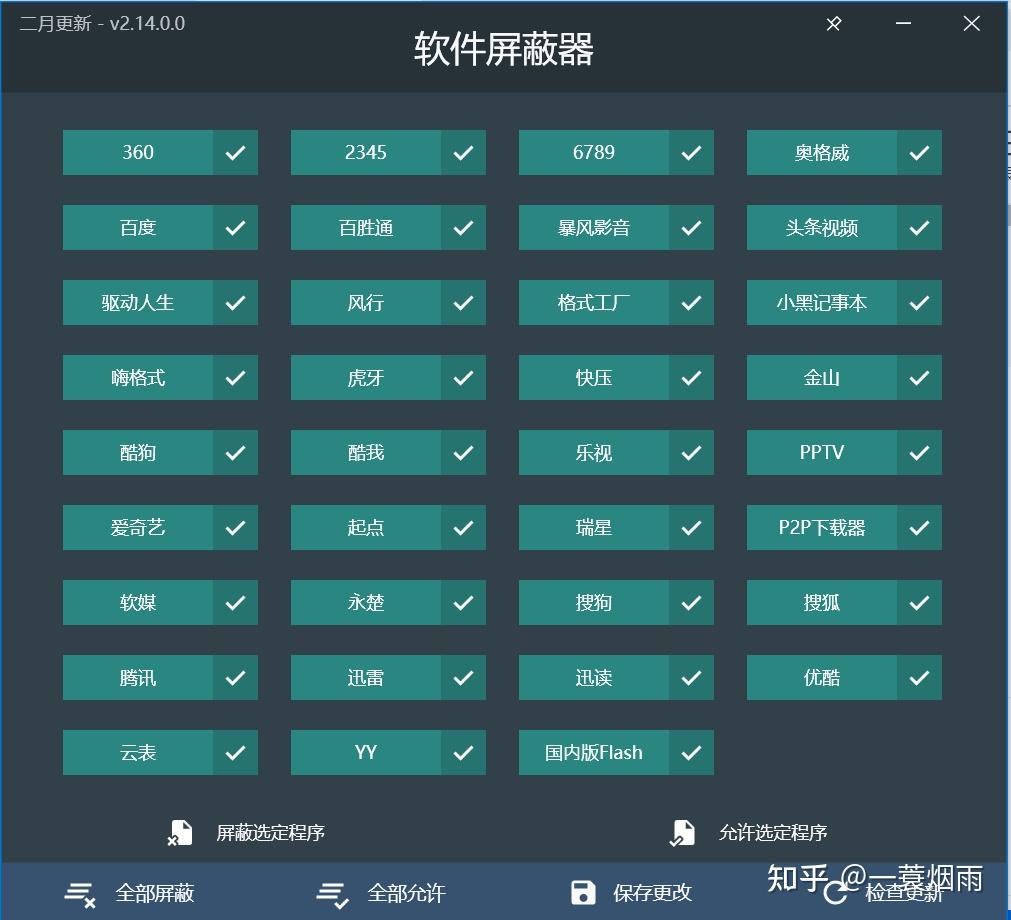 二月更新 - v2.14.0.0
软件屏蔽器
360 2345 6789 奥格威
百度 百胜通 暴风影音 头条视频
驱动人生 风行 格式工厂 小黑记事本
嗨格式 虎牙 快压 金山
酷狗 酷我 乐视 PPTV
爱奇艺 起点 瑞星 P2P下载器
软媒 永楚 搜狗 搜狐
腾讯 迅雷 迅读 优酷
云表 YY 国内版Flash
屏蔽选定程序 允许选定程序
全部屏蔽 全部允许 保存更改 检查更新
知乎 @一蓑烟雨